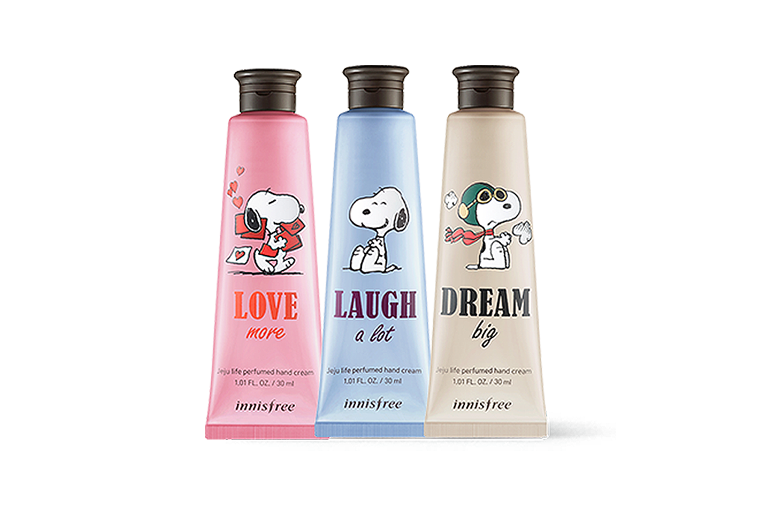 LOVE
more
Jeju life perfumed hand cream
1.01 FL. OZ. / 30 ml
innisfree
LAUGH
a lot
Jeju life perfumed hand cream
1.01 FL. OZ. / 30 ml
innisfree
DREAM
big
Jeju life perfumed hand cream
1.01 FL. OZ. / 30 ml
innisfree